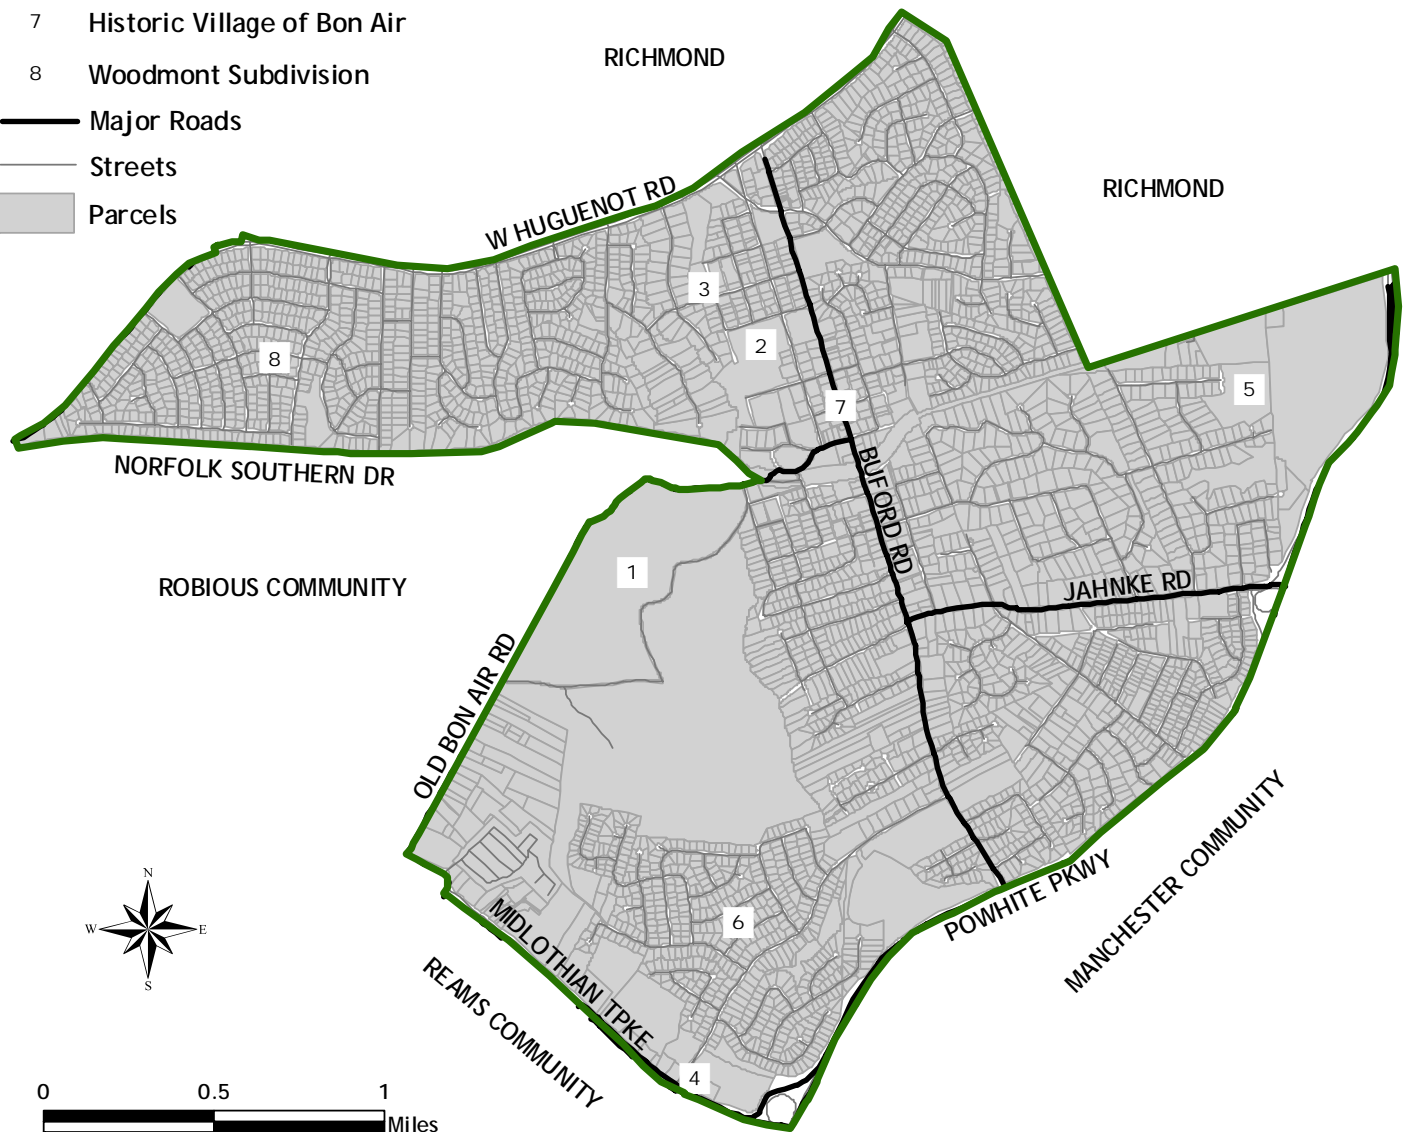 7 Historic Village of Bon Air
8 Woodmont Subdivision
Major Roads
Streets
Parcels
RICHMOND
RICHMOND
W HUGUENOT RD
3
2
8
5
7
NORFOLK SOUTHERN DR
BUFORD RD
1
ROBIOUS COMMUNITY
JAHNKE RD
OLD BON AIR RD
MANCHESTER COMMUNITY
POWHITE PKWY
6
MIDLOTHIAN TPKE
REAMS COMMUNITY
4
N
W E
S
0 0.5 1
Miles